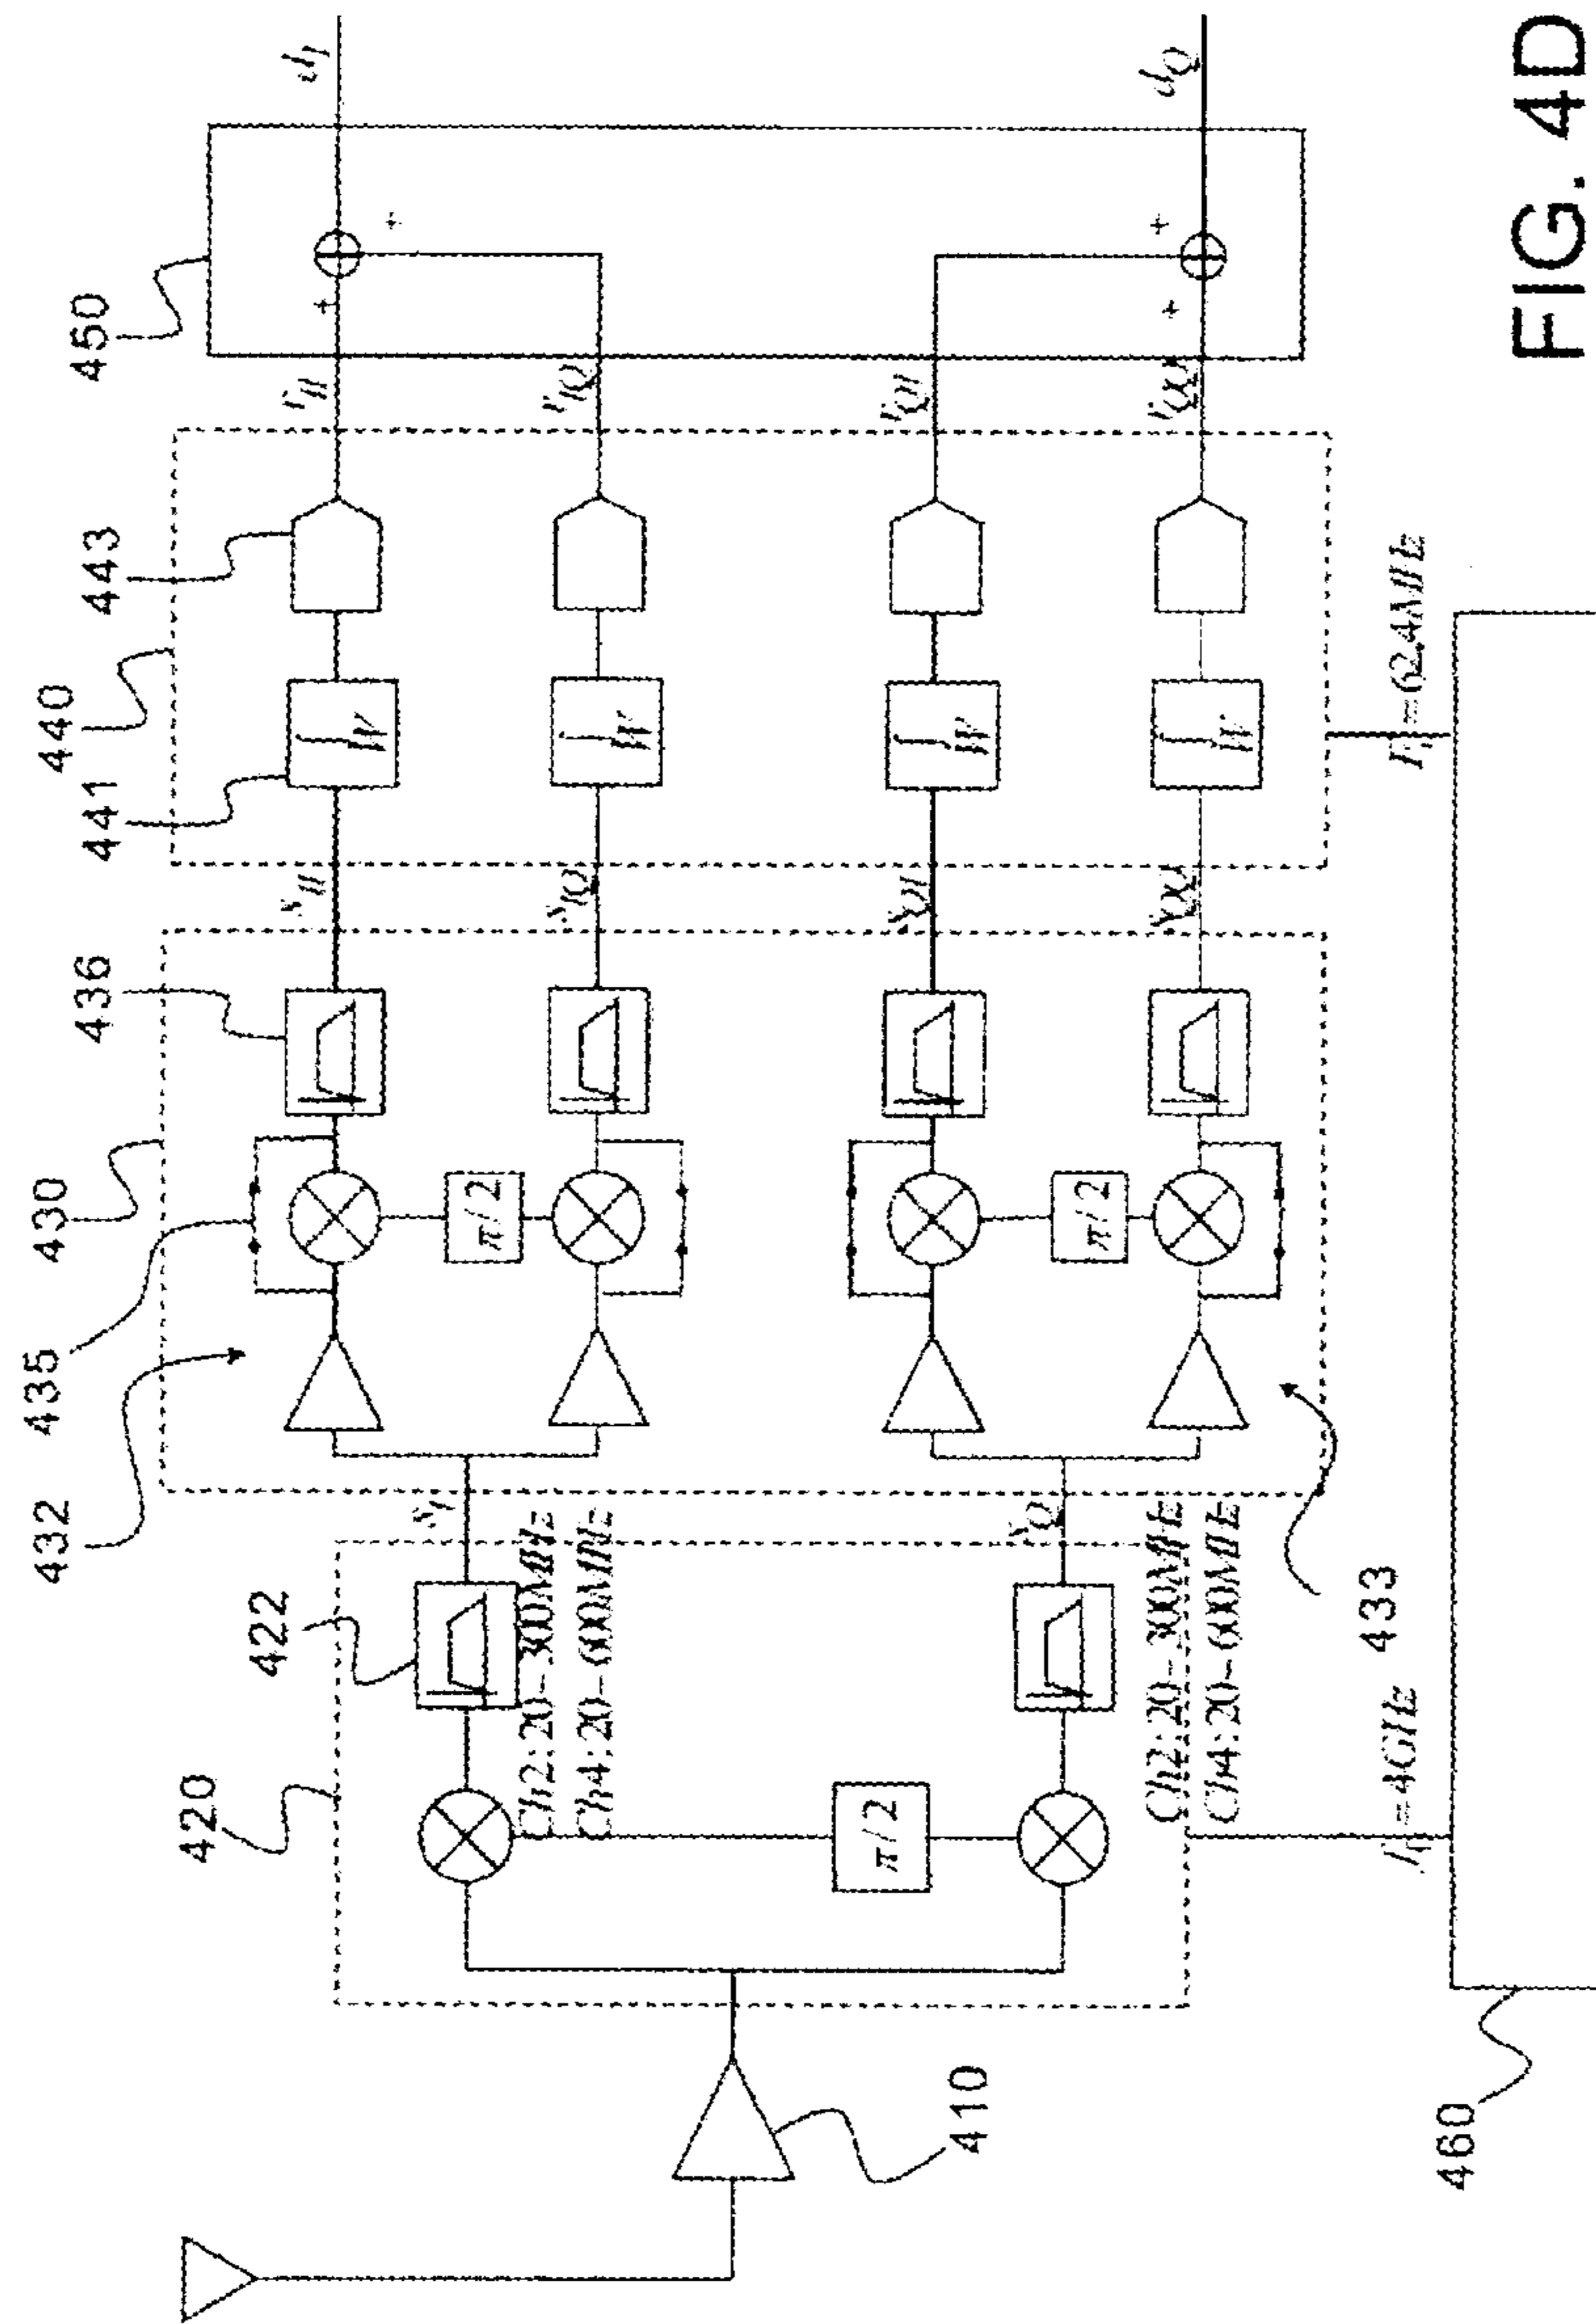 450
440
443
441
430
436
435
432
420
422
410
433
460
s_I
s_Q
π/2
π/2
π/2
Ch2:20-300MHz
Ch4:20-600MHz
Ch2:20-300MHz
Ch4:20-600MHz
s_II
s_IQ
s_QI
s_QQ
∫W
∫W
∫W
∫W
r_II
r_IQ
r_QI
r_QQ
+
+
+
+
d_I
d_Q
=4GHz
=62.4MHz
FIG. 4D